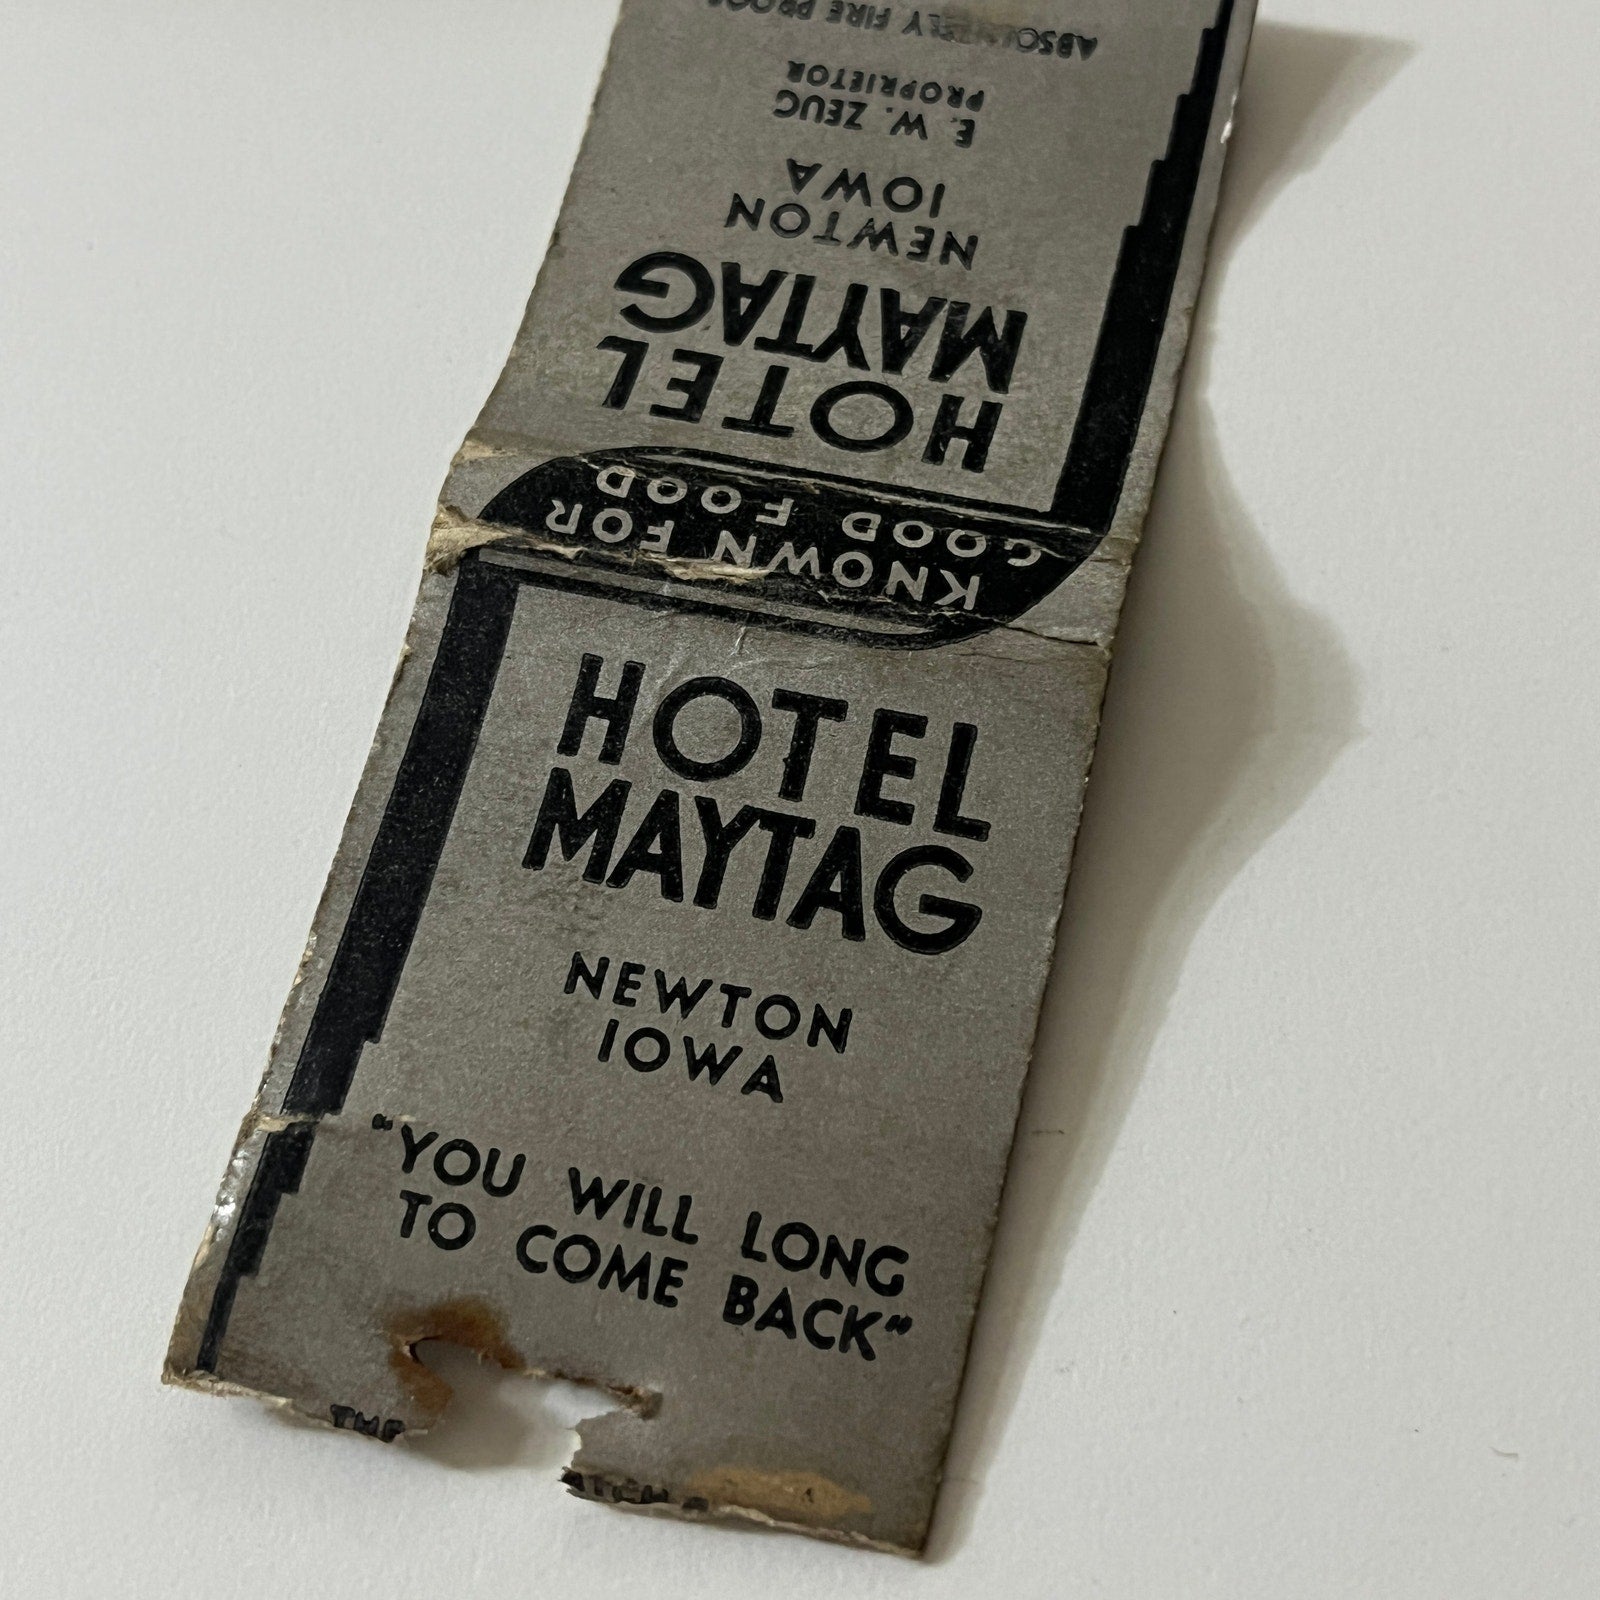 HOTEL
MAYTAG
NEWTON
IOWA
"YOU WILL LONG
TO COME BACK"
THE
KNOWN FOR
GOOD FOOD
HOTEL
MAYTAG
NEWTON
IOWA
E. W. ZEUG
PROPRIETOR
ABSOLUTELY FIRE PROOF